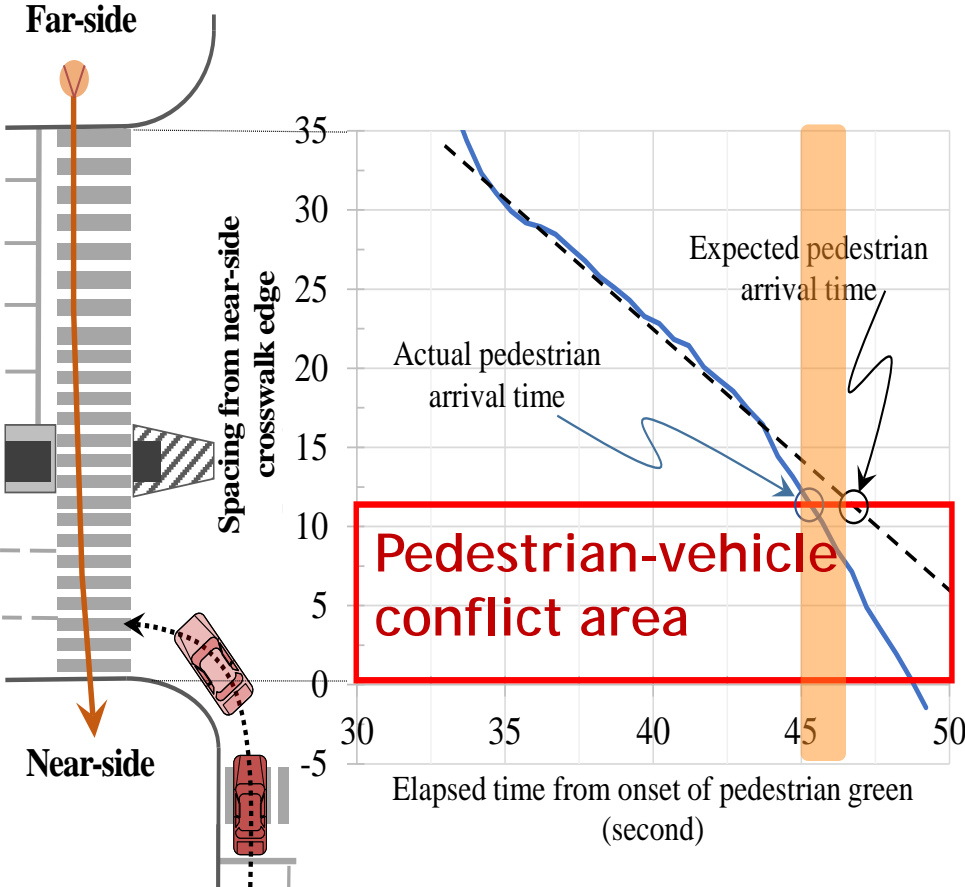 Far-side
Near-side
Spacing from near-side
crosswalk edge
35
30
25
20
15
10
5
0
-5
Expected pedestrian
arrival time
Actual pedestrian
arrival time
Pedestrian-vehicle
conflict area
30
35
40
45
50
Elapsed time from onset of pedestrian green
(second)